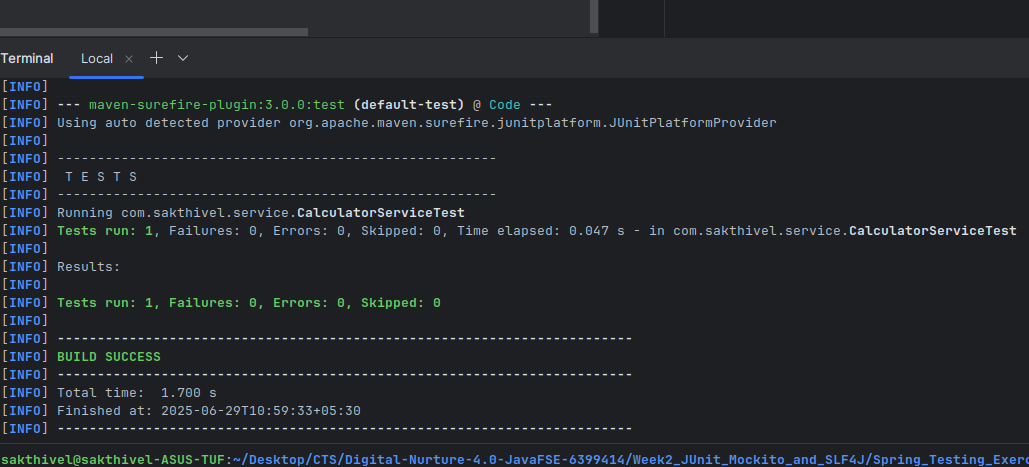 Terminal Local × + ⌵
[INFO]
[INFO] --- maven-surefire-plugin:3.0.0:test (default-test) @ Code ---
[INFO] Using auto detected provider org.apache.maven.surefire.junitplatform.JUnitPlatformProvider
[INFO]
[INFO] -------------------------------------------------------
[INFO]  T E S T S
[INFO] -------------------------------------------------------
[INFO] Running com.sakthivel.service.CalculatorServiceTest
[INFO] Tests run: 1, Failures: 0, Errors: 0, Skipped: 0, Time elapsed: 0.047 s - in com.sakthivel.service.CalculatorServiceTest
[INFO]
[INFO] Results:
[INFO]
[INFO] Tests run: 1, Failures: 0, Errors: 0, Skipped: 0
[INFO]
[INFO] ------------------------------------------------------------------------
[INFO] BUILD SUCCESS
[INFO] ------------------------------------------------------------------------
[INFO] Total time:  1.700 s
[INFO] Finished at: 2025-06-29T10:59:33+05:30
[INFO] ------------------------------------------------------------------------
sakthivel@sakthivel-ASUS-TUF:~/Desktop/CTS/Digital-Nurture-4.0-JavaFSE-6399414/Week2_JUnit_Mockito_and_SLF4J/Spring_Testing_Exer